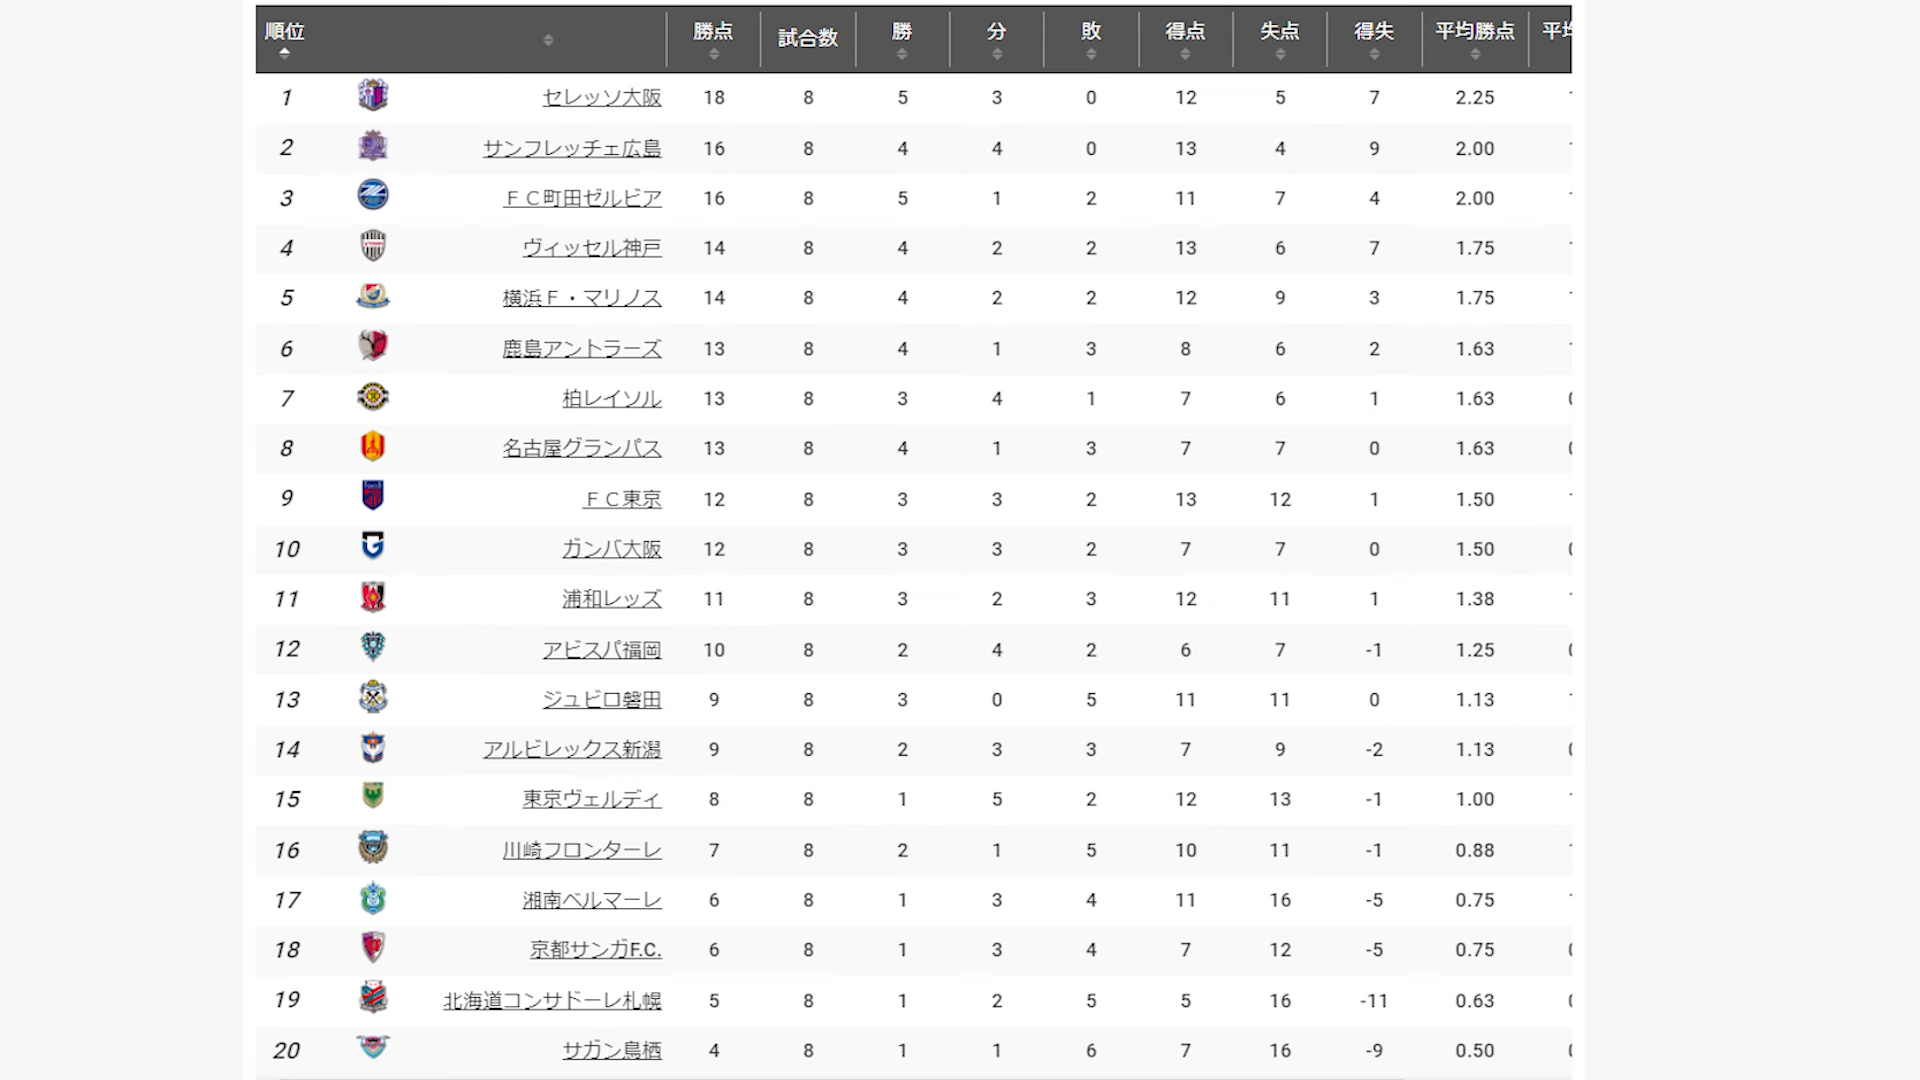 順位 勝点 試合数 勝 分 敗 得点 失点 得失 平均勝点
1 セレッソ大阪 18 8 5 3 0 12 5 7 2.25
2 サンフレッチェ広島 16 8 4 4 0 13 4 9 2.00
3 ＦＣ町田ゼルビア 16 8 5 1 2 11 7 4 2.00
4 ヴィッセル神戸 14 8 4 2 2 13 6 7 1.75
5 横浜Ｆ・マリノス 14 8 4 2 2 12 9 3 1.75
6 鹿島アントラーズ 13 8 4 1 3 8 6 2 1.63
7 柏レイソル 13 8 3 4 1 7 6 1 1.63
8 名古屋グランパス 13 8 4 1 3 7 7 0 1.63
9 ＦＣ東京 12 8 3 3 2 13 12 1 1.50
10 ガンバ大阪 12 8 3 3 2 7 7 0 1.50
11 浦和レッズ 11 8 3 2 3 12 11 1 1.38
12 アビスパ福岡 10 8 2 4 2 6 7 -1 1.25
13 ジュビロ磐田 9 8 3 0 5 11 11 0 1.13
14 アルビレックス新潟 9 8 2 3 3 7 9 -2 1.13
15 東京ヴェルディ 8 8 1 5 2 12 13 -1 1.00
16 川崎フロンターレ 7 8 2 1 5 10 11 -1 0.88
17 湘南ベルマーレ 6 8 1 3 4 11 16 -5 0.75
18 京都サンガF.C. 6 8 1 3 4 7 12 -5 0.75
19 北海道コンサドーレ札幌 5 8 1 2 5 5 16 -11 0.63
20 サガン鳥栖 4 8 1 1 6 7 16 -9 0.50